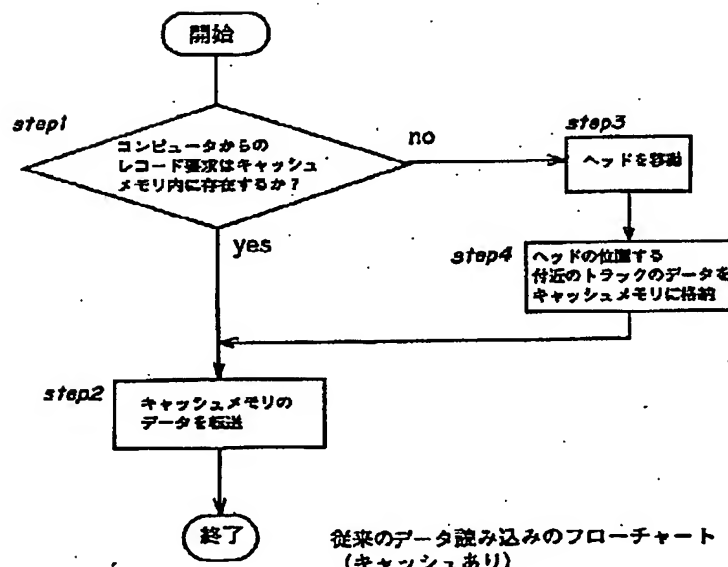 開始
step1
コンピュータからの
レコード要求はキャッシュ
メモリ内に存在するか?
no
step3
ヘッドを移動
yes
step4
ヘッドの位置する
付近のトラックのデータを
キャッシュメモリに格納
step2
キャッシュメモリの
データを転送
終了
従来のデータ読み込みのフローチャート
(キャッシュあり)